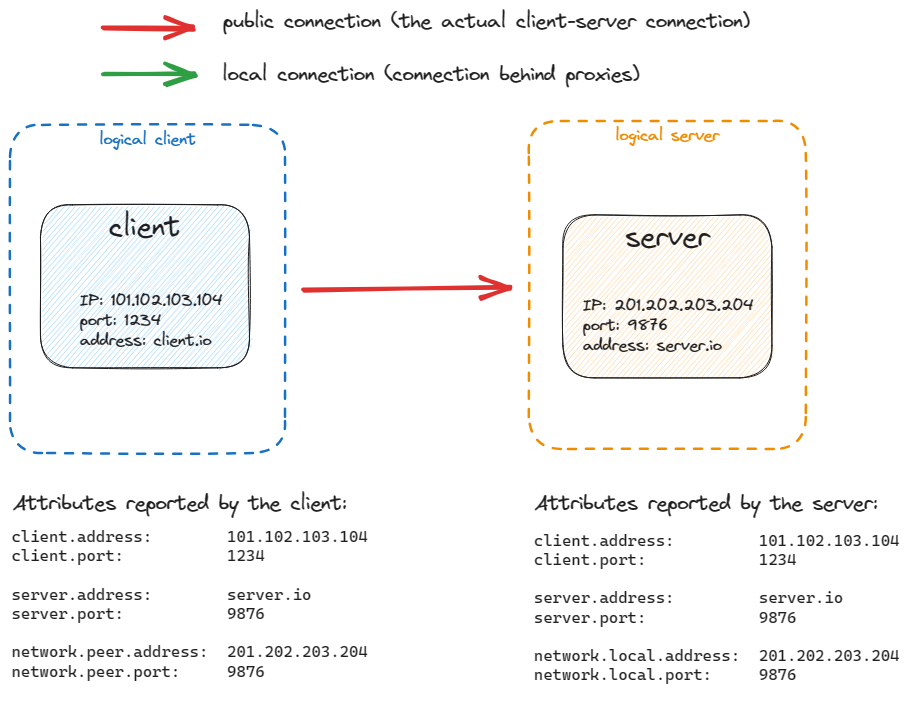 public connection (the actual client-server connection)
local connection (connection behind proxies)
logical client
client
IP: 101.102.103.104
port: 1234
address: client.io
logical server
server
IP: 201.202.203.204
port: 9876
address: server.io
Attributes reported by the client:
client.address: 101.102.103.104
client.port: 1234
server.address: server.io
server.port: 9876
network.peer.address: 201.202.203.204
network.peer.port: 9876
Attributes reported by the server:
client.address: 101.102.103.104
client.port: 1234
server.address: server.io
server.port: 9876
network.local.address: 201.202.203.204
network.local.port: 9876